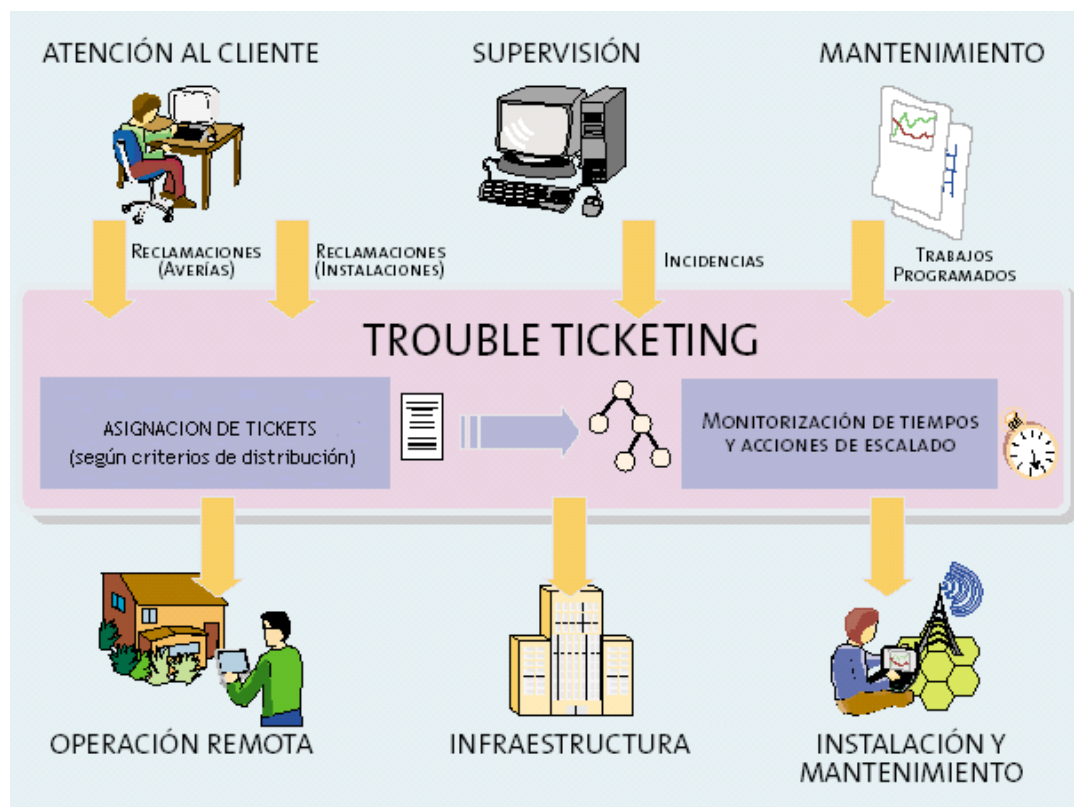 ATENCIÓN AL CLIENTE
SUPERVISIÓN
MANTENIMIENTO
RECLAMACIONES
(AVERÍAS)
RECLAMACIONES
(INSTALACIONES)
INCIDENCIAS
TRABAJOS
PROGRAMADOS
TROUBLE TICKETING
ASIGNACION DE TICKETS
(según criterios de distribución)
MONITORIZACIÓN DE TIEMPOS
Y ACCIONES DE ESCALADO
OPERACIÓN REMOTA
INFRAESTRUCTURA
INSTALACIÓN Y
MANTENIMIENTO